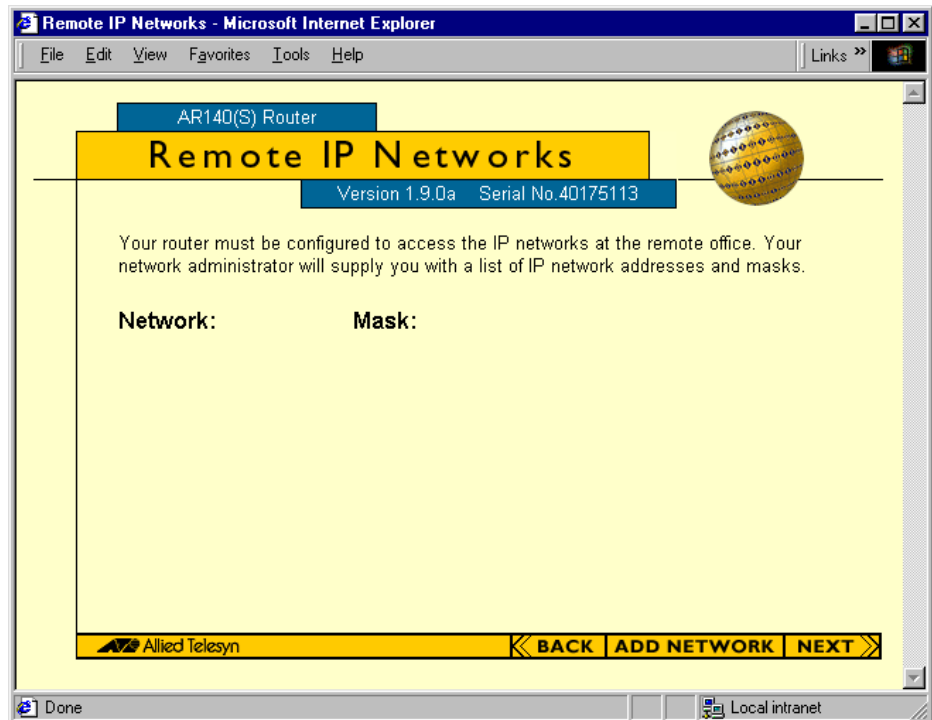 Remote IP Networks - Microsoft Internet Explorer
File Edit View Favorites Tools Help Links »
AR140(S) Router
Remote IP Networks
Version 1.9.0a Serial No.40175113
Your router must be configured to access the IP networks at the remote office. Your
network administrator will supply you with a list of IP network addresses and masks.
Network: Mask:
Allied Telesyn BACK ADD NETWORK NEXT
Done Local intranet